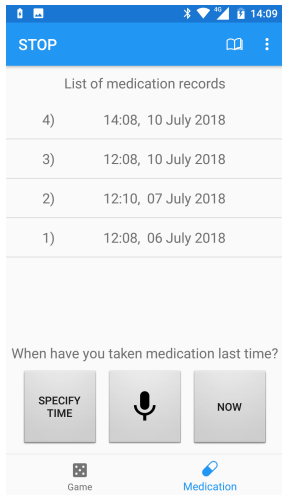 4G 14:09
STOP
List of medication records
4) 14:08, 10 July 2018
3) 12:08, 10 July 2018
2) 12:10, 07 July 2018
1) 12:08, 06 July 2018
When have you taken medication last time?
SPECIFY
TIME
NOW
Game
Medication